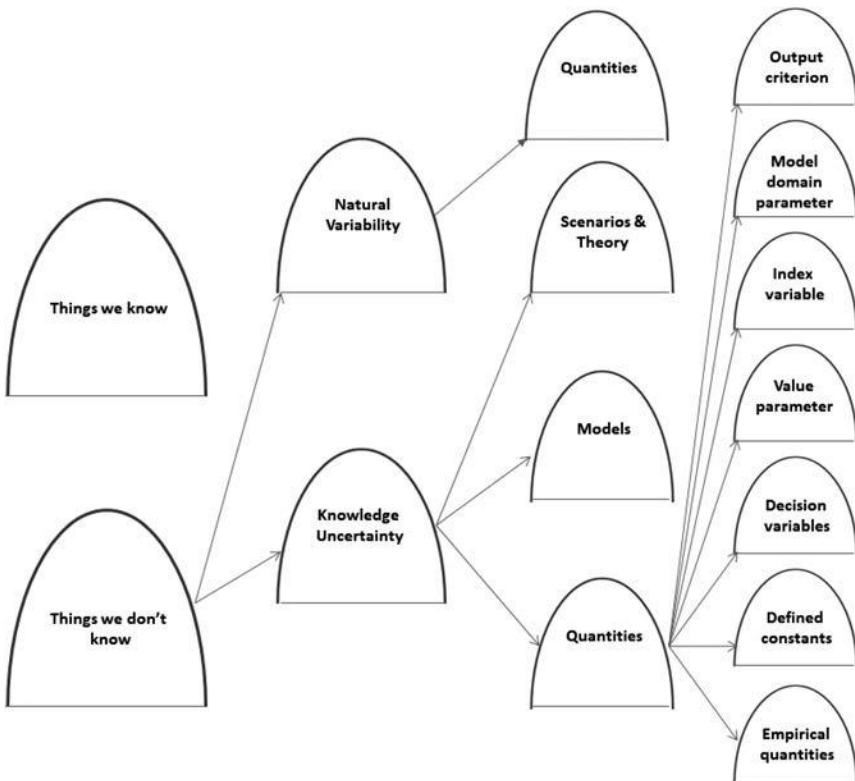 Things we know
Things we don’t
know
Natural
Variability
Knowledge
Uncertainty
Quantities
Scenarios &
Theory
Models
Quantities
Output
criterion
Model
domain
parameter
Index
variable
Value
parameter
Decision
variables
Defined
constants
Empirical
quantities